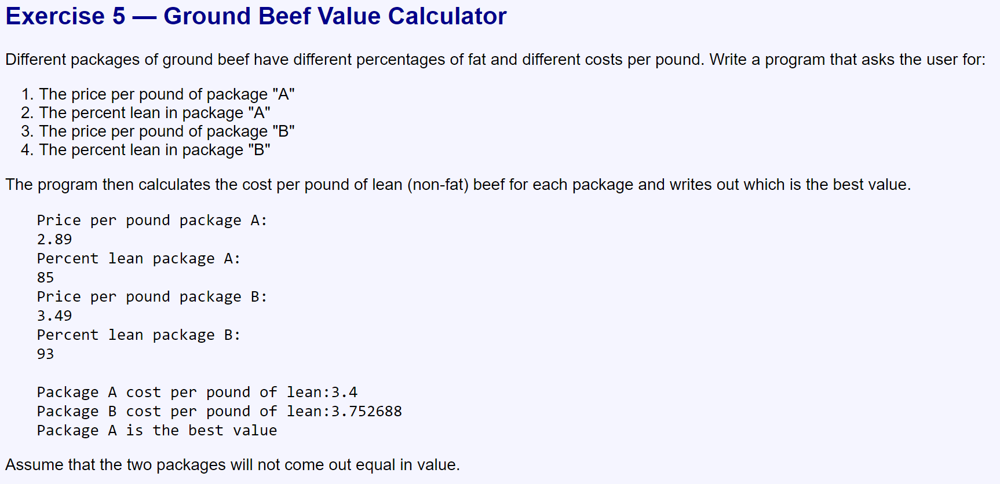 Exercise 5 — Ground Beef Value Calculator
Different packages of ground beef have different percentages of fat and different costs per pound. Write a program that asks the user for:
1. The price per pound of package "A"
2. The percent lean in package "A"
3. The price per pound of package "B"
4. The percent lean in package "B"
The program then calculates the cost per pound of lean (non-fat) beef for each package and writes out which is the best value.
Price per pound package A:
2.89
Percent lean package A:
85
Price per pound package B:
3.49
Percent lean package B:
93
Package A cost per pound of lean:3.4
Package B cost per pound of lean:3.752688
Package A is the best value
Assume that the two packages will not come out equal in value.